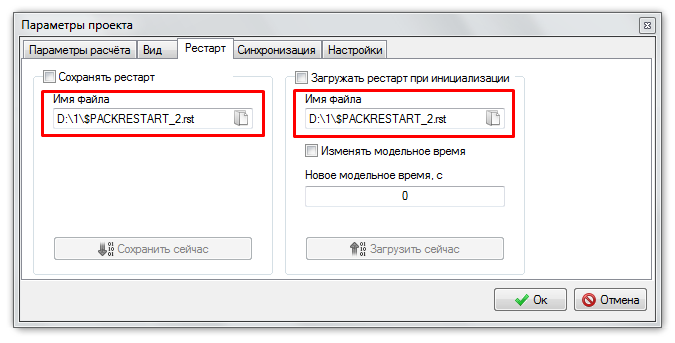 Параметры проекта
Параметры расчёта Вид Рестарт Синхронизация Настройки
Сохранять рестарт
Имя файла
D:\1\$PACKRESTART_2.rst
Сохранить сейчас
Загружать рестарт при инициализации
Имя файла
D:\1\$PACKRESTART_2.rst
Изменять модельное время
Новое модельное время, с
0
Загрузить сейчас
Ок Отмена